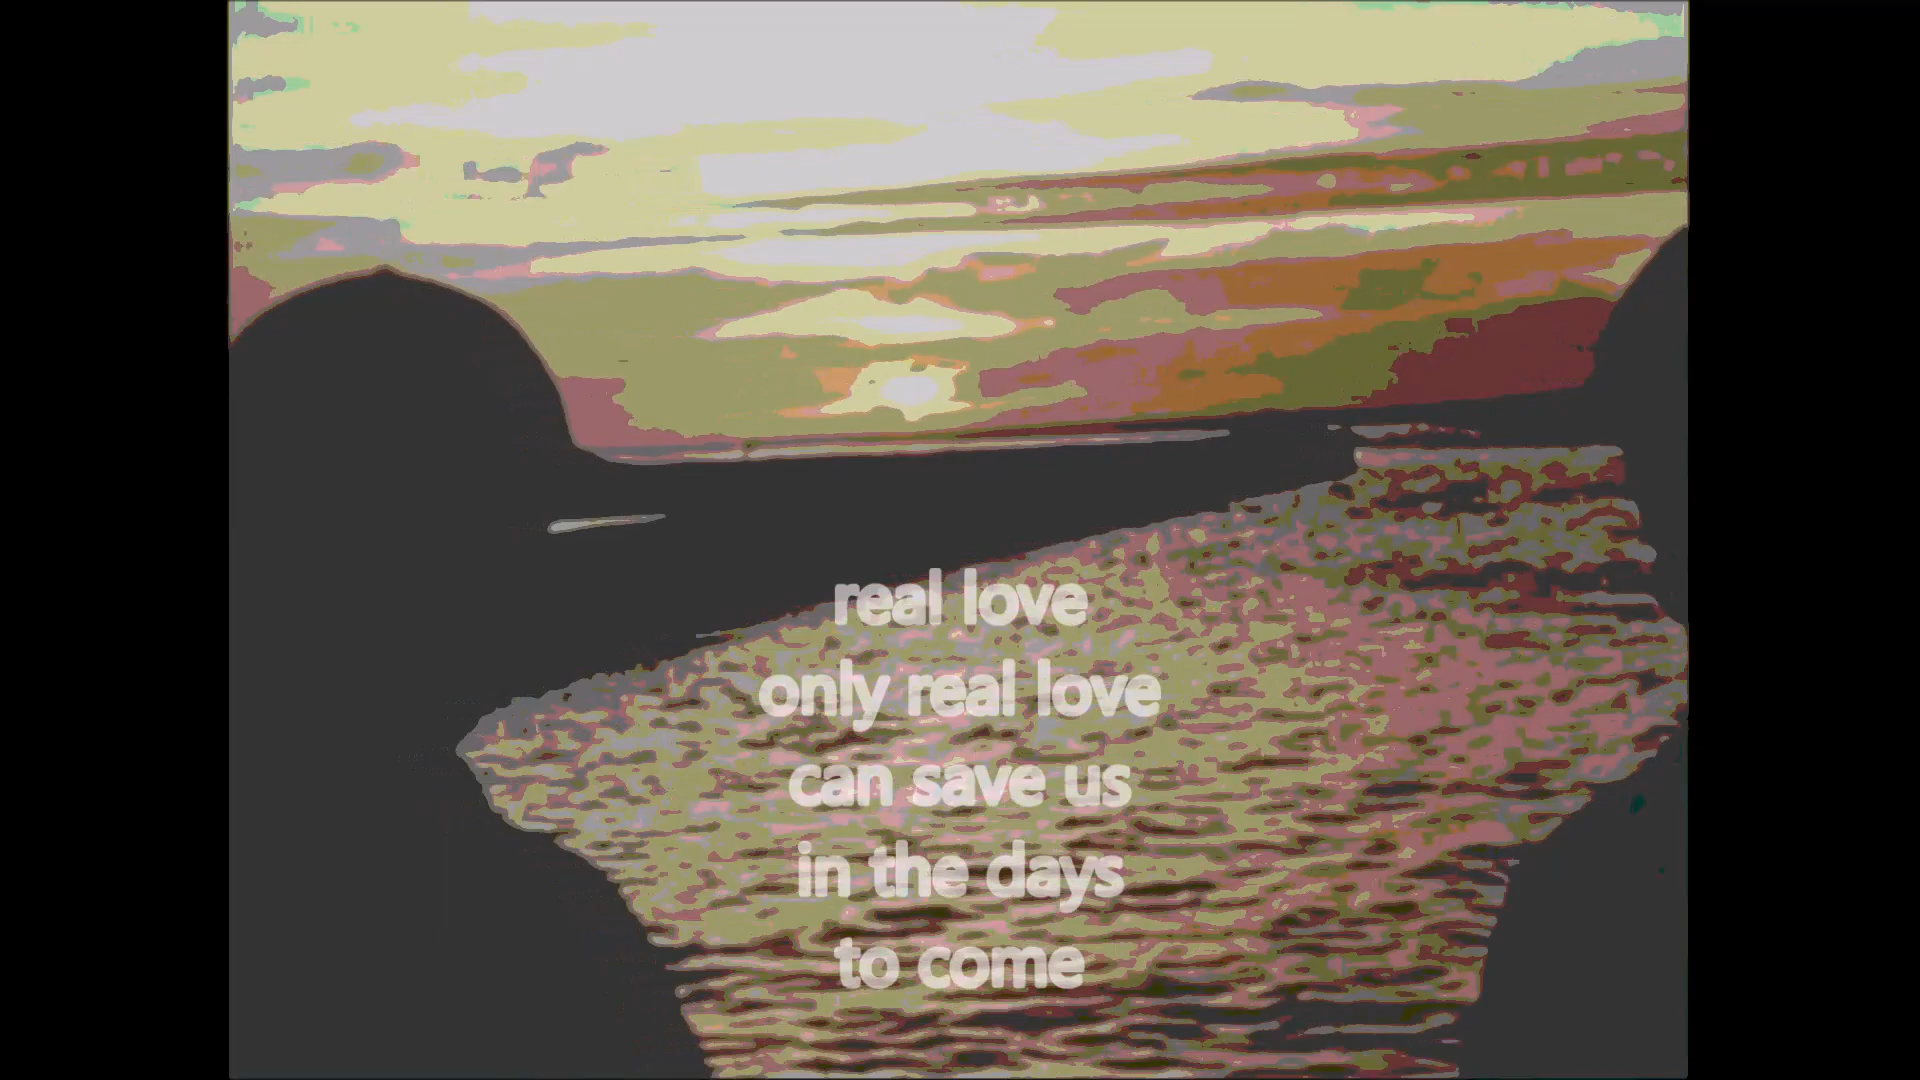 real love
only real love
can save us
in the days
to come